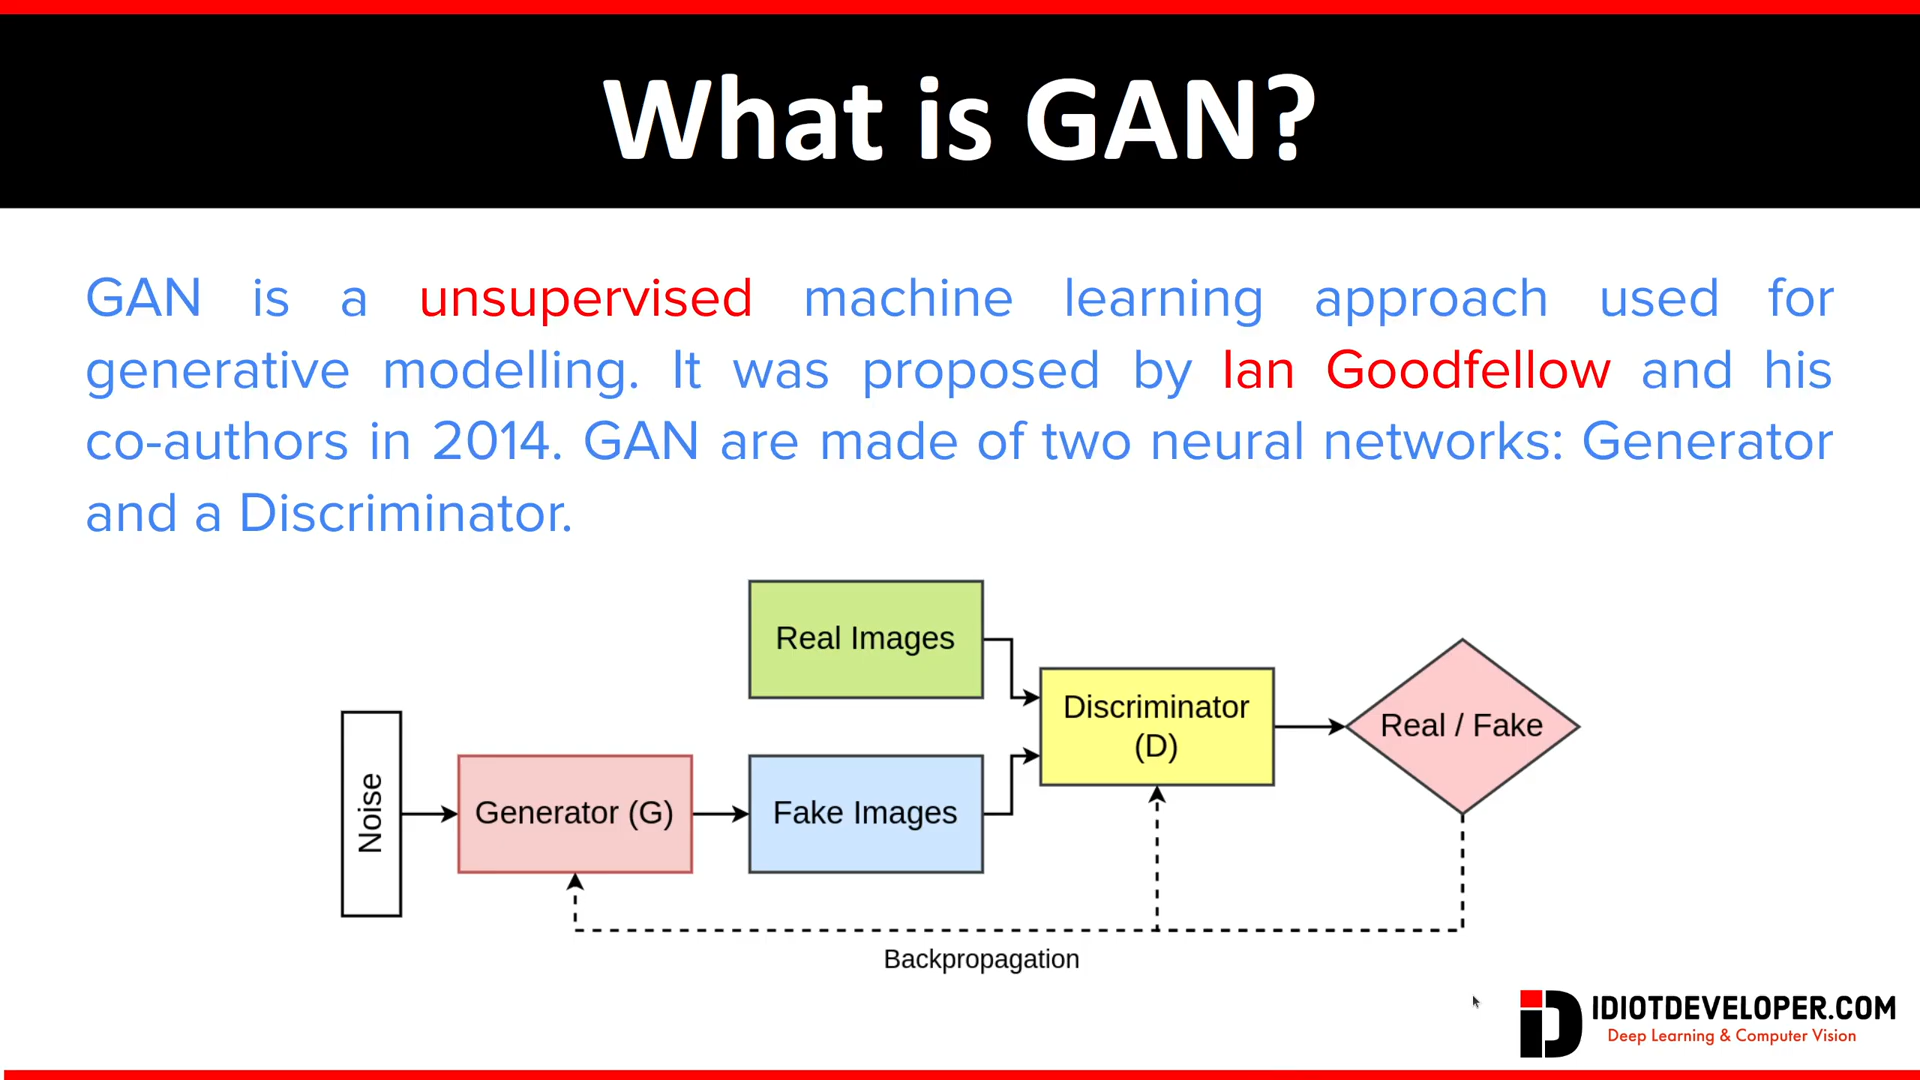 What is GAN?
GAN is a unsupervised machine learning approach used for
generative modelling. It was proposed by Ian Goodfellow and his
co-authors in 2014. GAN are made of two neural networks: Generator
and a Discriminator.
Real Images
Discriminator
(D)
Real / Fake
Noise
Generator (G)
Fake Images
Backpropagation
ID
IDIOTDEVELOPER.COM
Deep Learning & Computer Vision